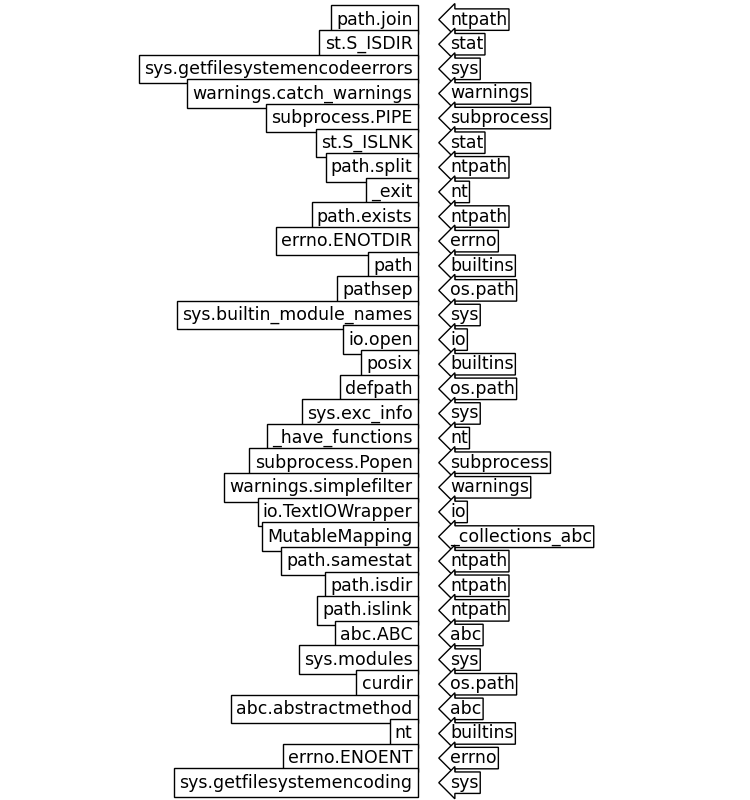 path.join ntpath
st.S_ISDIR stat
sys.getfilesystemencodeerrors sys
warnings.catch_warnings warnings
subprocess.PIPE subprocess
st.S_ISLNK stat
path.split ntpath
_exit nt
path.exists ntpath
errno.ENOTDIR errno
path builtins
pathsep os.path
sys.builtin_module_names sys
io.open io
posix builtins
defpath os.path
sys.exc_info sys
_have_functions nt
subprocess.Popen subprocess
warnings.simplefilter warnings
io.TextIOWrapper io
MutableMapping _collections_abc
path.samestat ntpath
path.isdir ntpath
path.islink ntpath
abc.ABC abc
sys.modules sys
curdir os.path
abc.abstractmethod abc
nt builtins
errno.ENOENT errno
sys.getfilesystemencoding sys